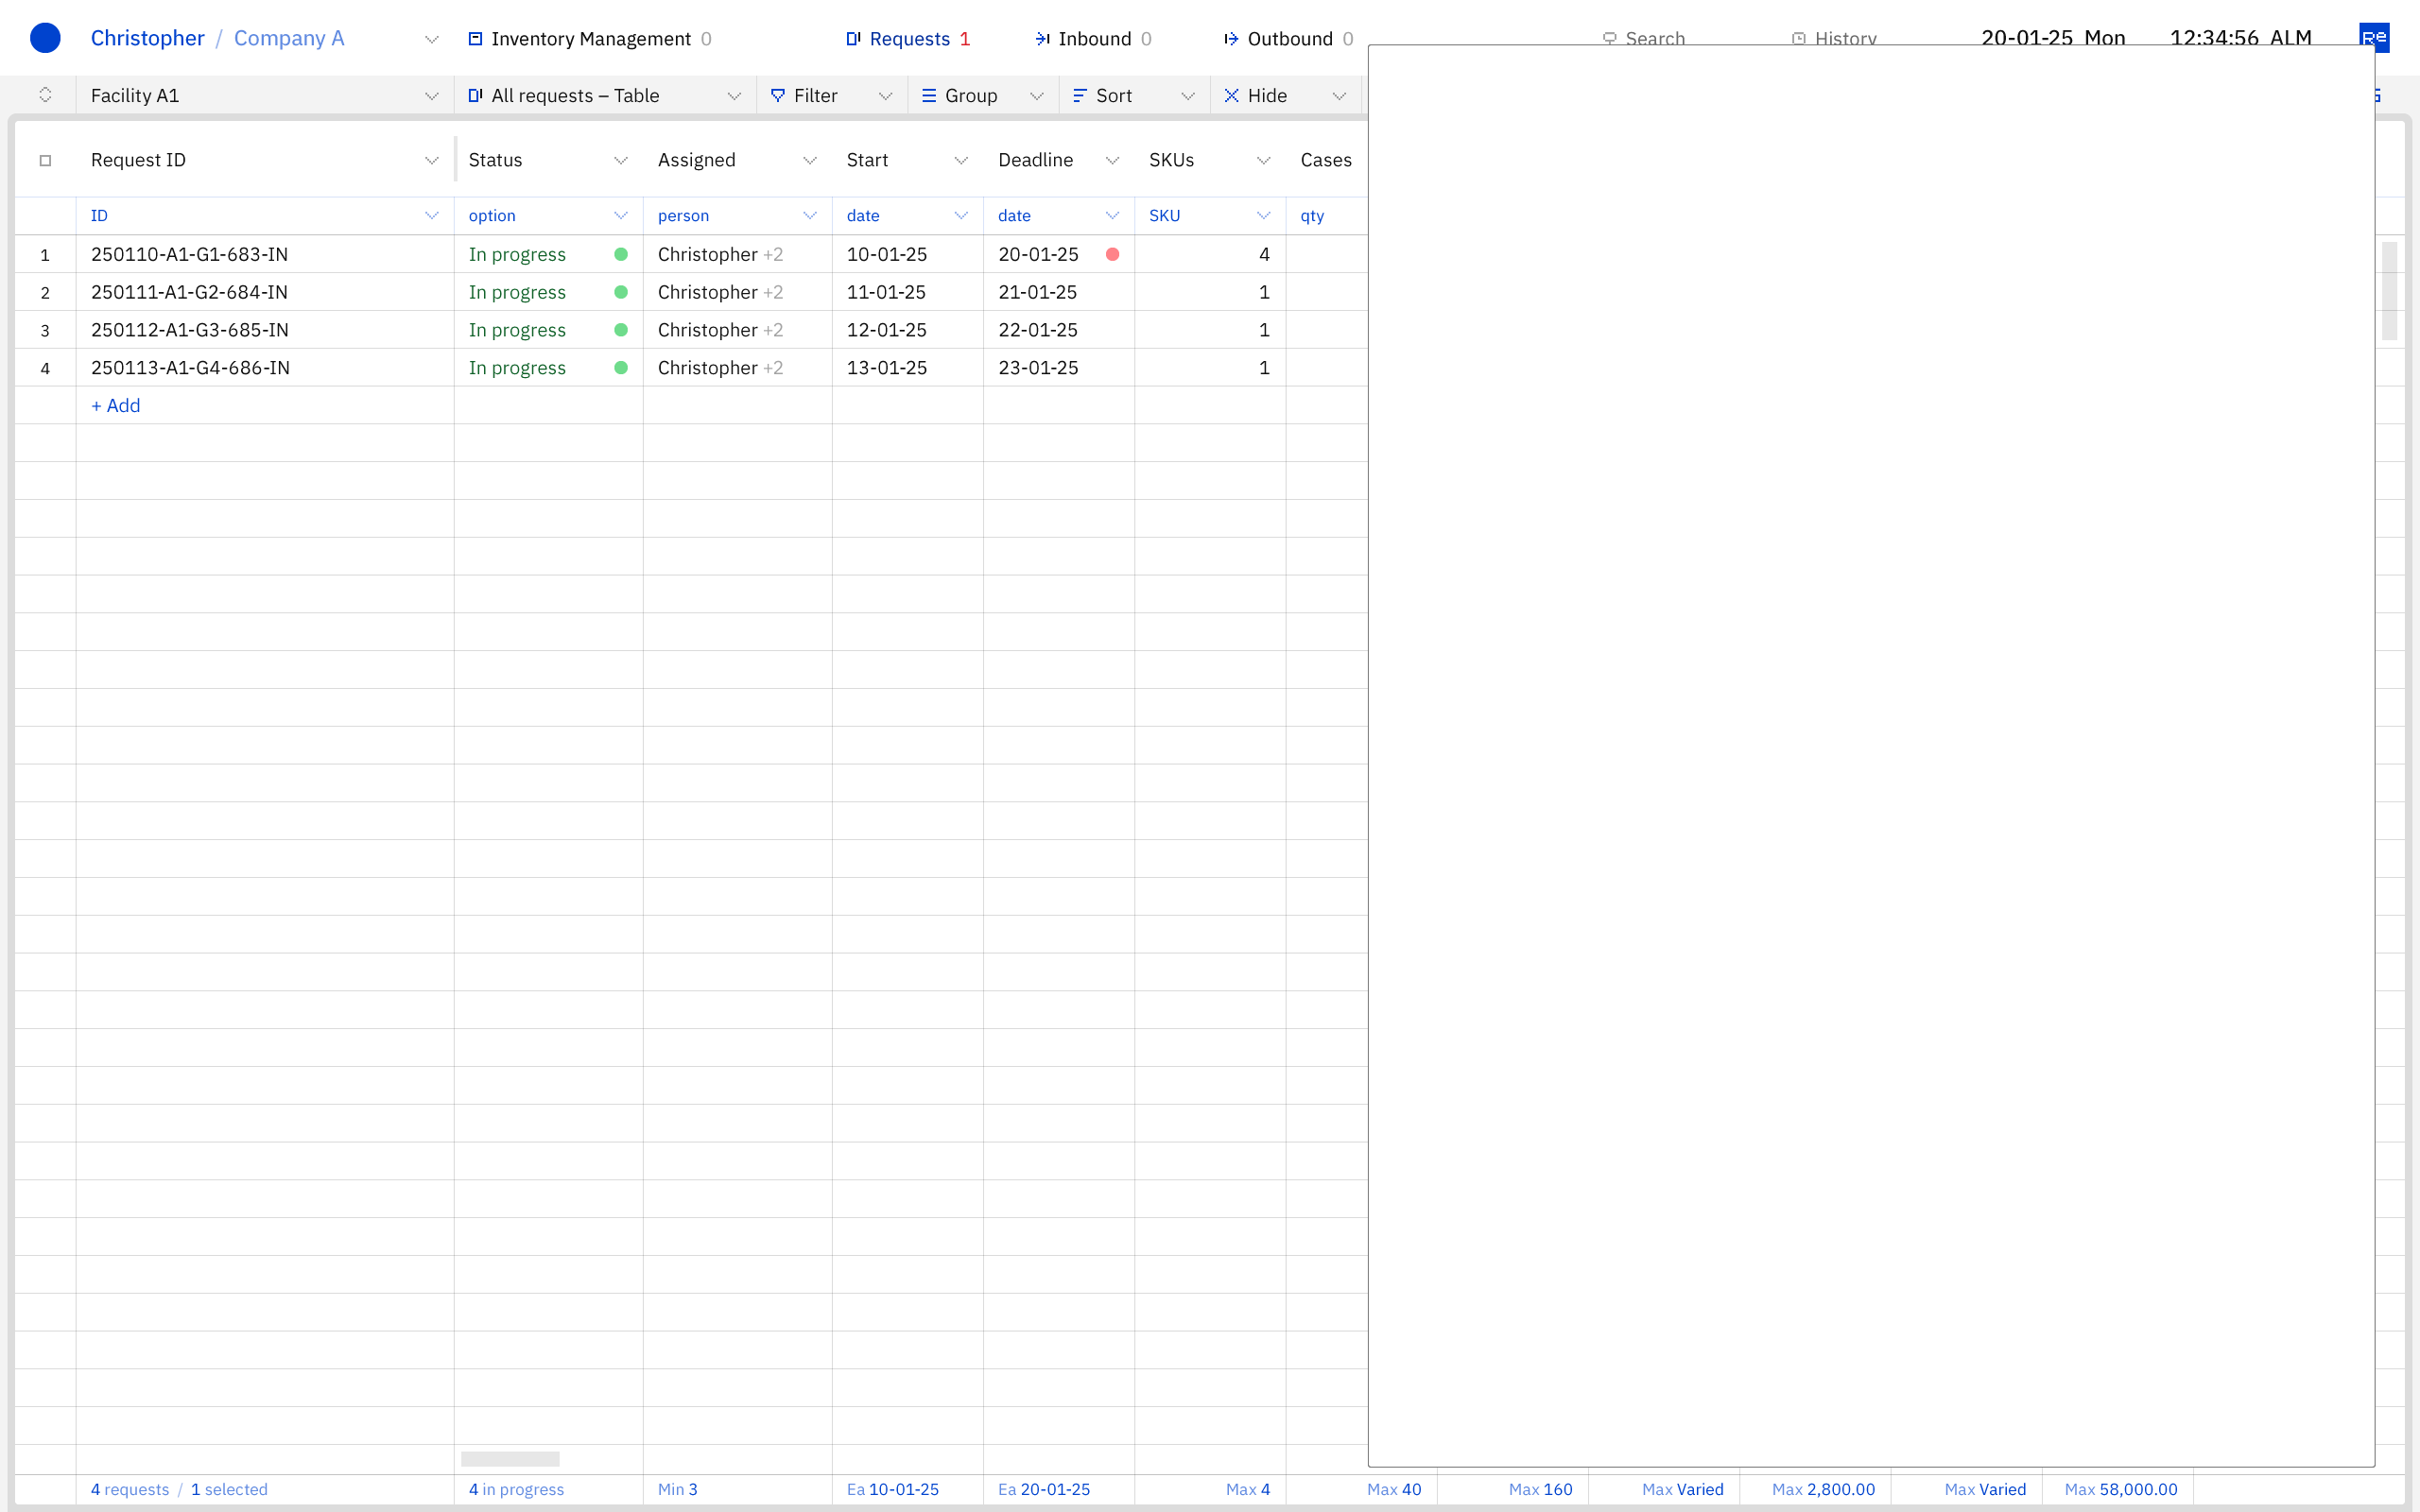 Christopher / Company A Inventory Management 0 Requests 1 Inbound 0 Outbound 0 Search History 20-01-25 Mon 12:34:56 ALM Re
Facility A1 All requests – Table Filter Group Sort Hide
Request ID Status Assigned Start Deadline SKUs Cases
ID option person date date SKU qty
1 250110-A1-G1-683-IN In progress Christopher +2 10-01-25 20-01-25 4
2 250111-A1-G2-684-IN In progress Christopher +2 11-01-25 21-01-25 1
3 250112-A1-G3-685-IN In progress Christopher +2 12-01-25 22-01-25 1
4 250113-A1-G4-686-IN In progress Christopher +2 13-01-25 23-01-25 1
+ Add
4 requests / 1 selected 4 in progress Min 3 Ea 10-01-25 Ea 20-01-25 Max 4 Max 40 Max 160 Max Varied Max 2,800.00 Max Varied Max 58,000.00